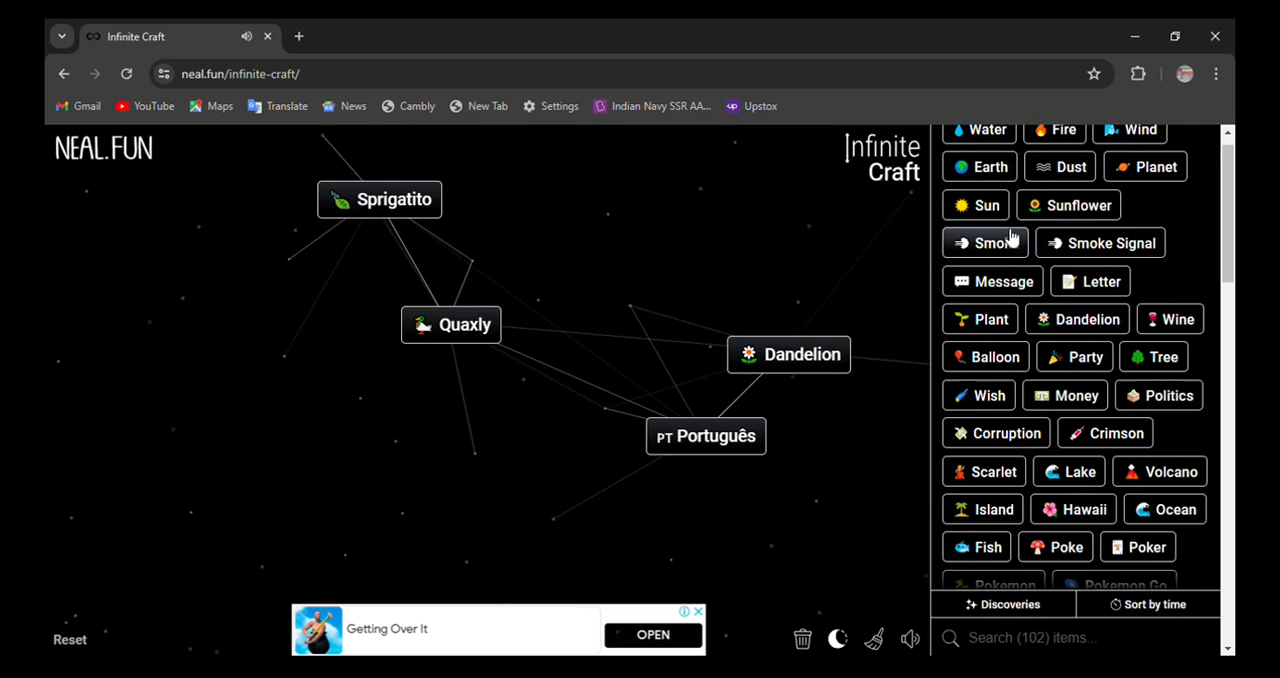 Infinite Craft
neal.fun/infinite-craft/
Gmail YouTube Maps Translate News Cambly New Tab Settings Indian Navy SSR AA... Upstox
NEAL.FUN
Infinite
Craft
Sprigatito
Quaxly
Dandelion
PT Português
Water Fire Wind
Earth Dust Planet
Sun Sunflower
Smoke Signal
Message Letter
Plant Dandelion Wine
Balloon Party Tree
Wish Money Politics
Corruption Crimson
Scarlet Lake Volcano
Island Hawaii Ocean
Fish Poke Poker
Pokemon Pokemon Go
Discoveries Sort by time
Search (102) items...
Getting Over It
OPEN
Reset